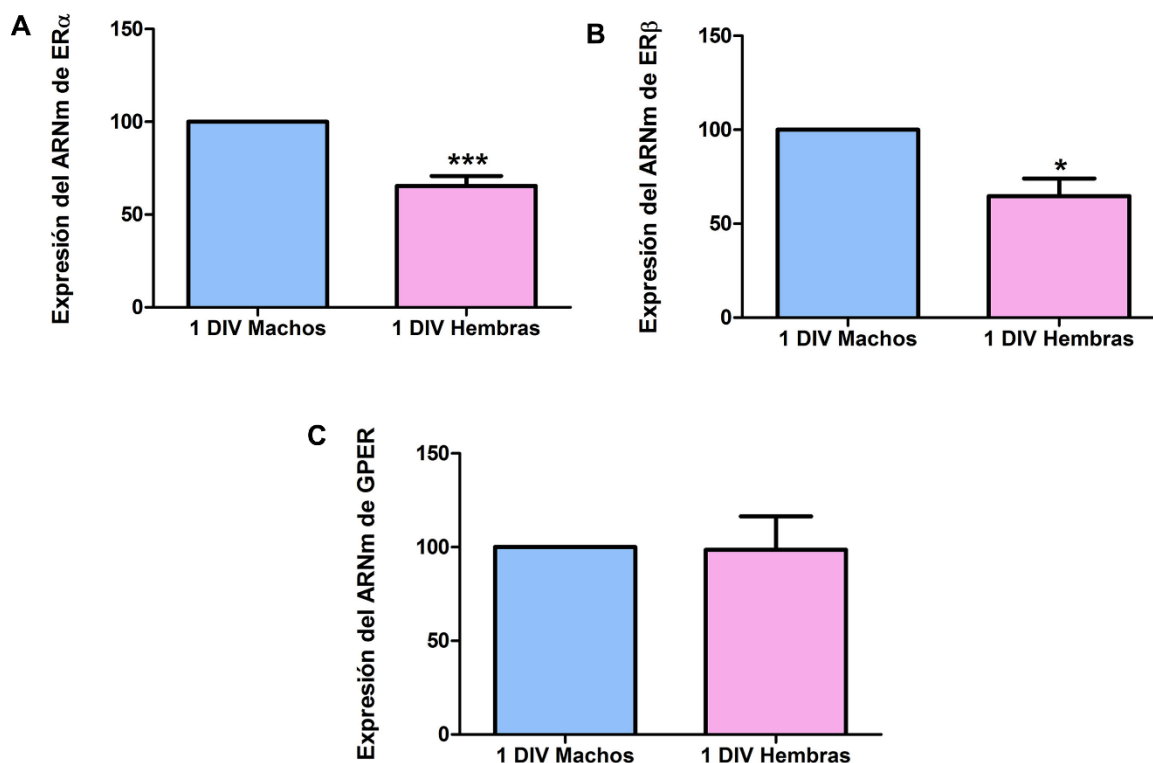 A
Expresión del ARNm de ERα
150
100
50
0
***
1 DIV Machos
1 DIV Hembras
B
Expresión del ARNm de ERβ
150
100
50
0
*
1 DIV Machos
1 DIV Hembras
C
Expresión del ARNm de GPER
150
100
50
0
1 DIV Machos
1 DIV Hembras